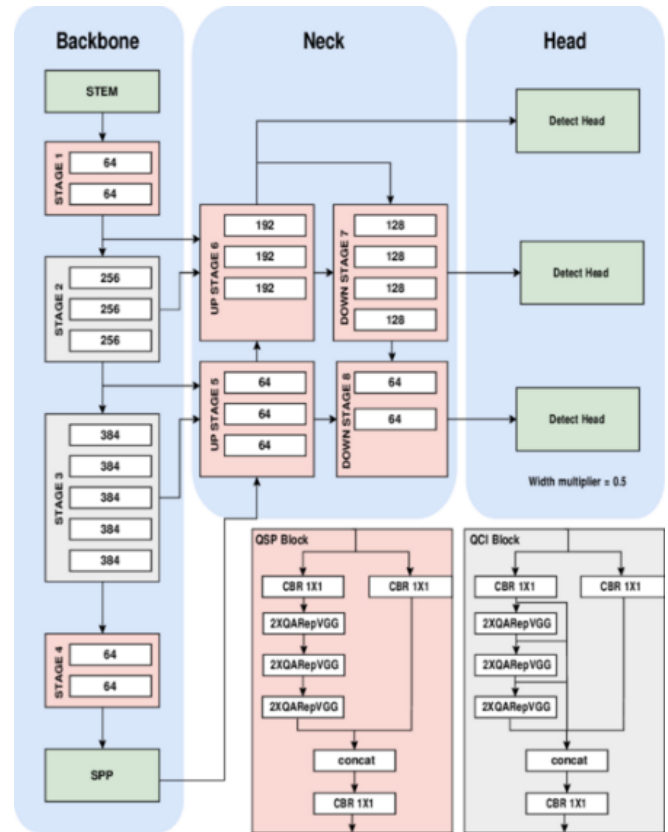 Backbone
Neck
Head
STEM
STAGE 1
64
64
STAGE 2
256
256
256
STAGE 3
384
384
384
384
384
STAGE 4
64
64
SPP
UP STAGE 6
192
192
192
DOWN STAGE 7
128
128
128
128
UP STAGE 5
64
64
64
DOWN STAGE 8
64
64
Detect Head
Detect Head
Detect Head
Width multiplier = 0.5
QSP Block
CBR 1X1
CBR 1X1
2XQARepVGG
2XQARepVGG
2XQARepVGG
concat
CBR 1X1
QCI Block
CBR 1X1
CBR 1X1
2XQARepVGG
2XQARepVGG
2XQARepVGG
concat
CBR 1X1